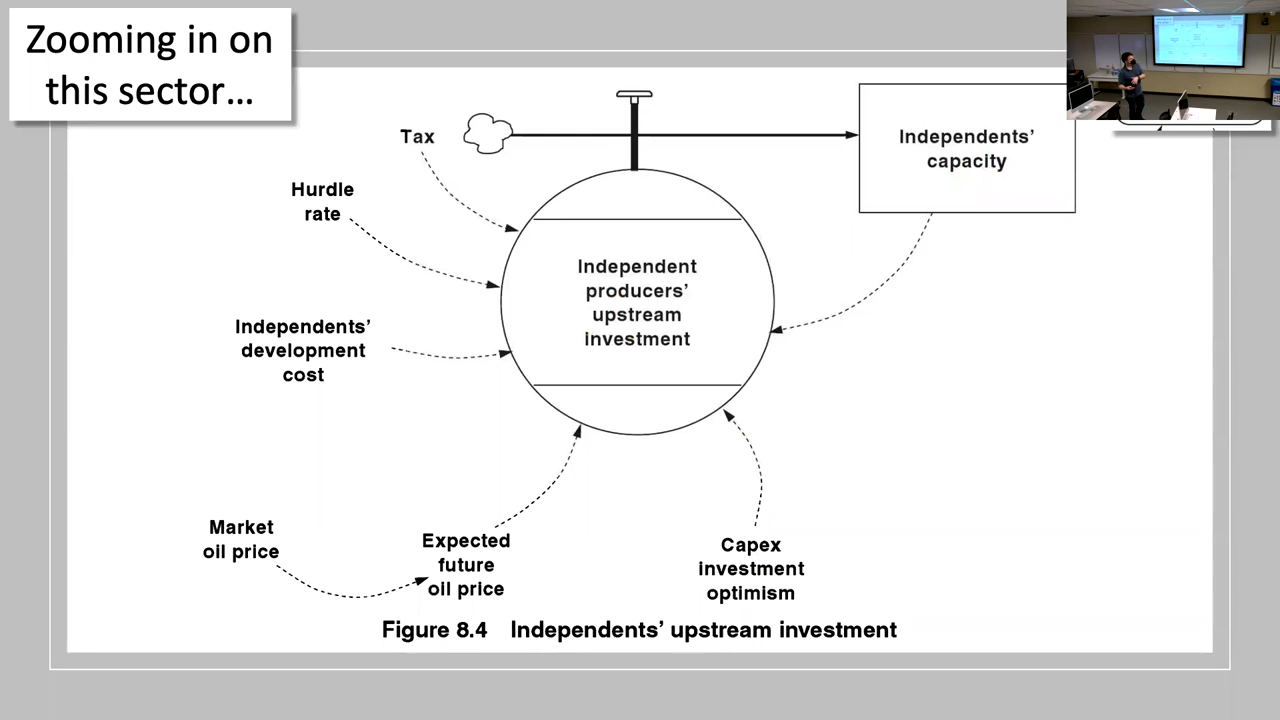 Zooming in on
this sector…
Tax
Hurdle
rate
Independents’
development
cost
Market
oil price
Expected
future
oil price
Independent
producers’
upstream
investment
Capex
investment
optimism
Independents’
capacity
Figure 8.4 Independents’ upstream investment